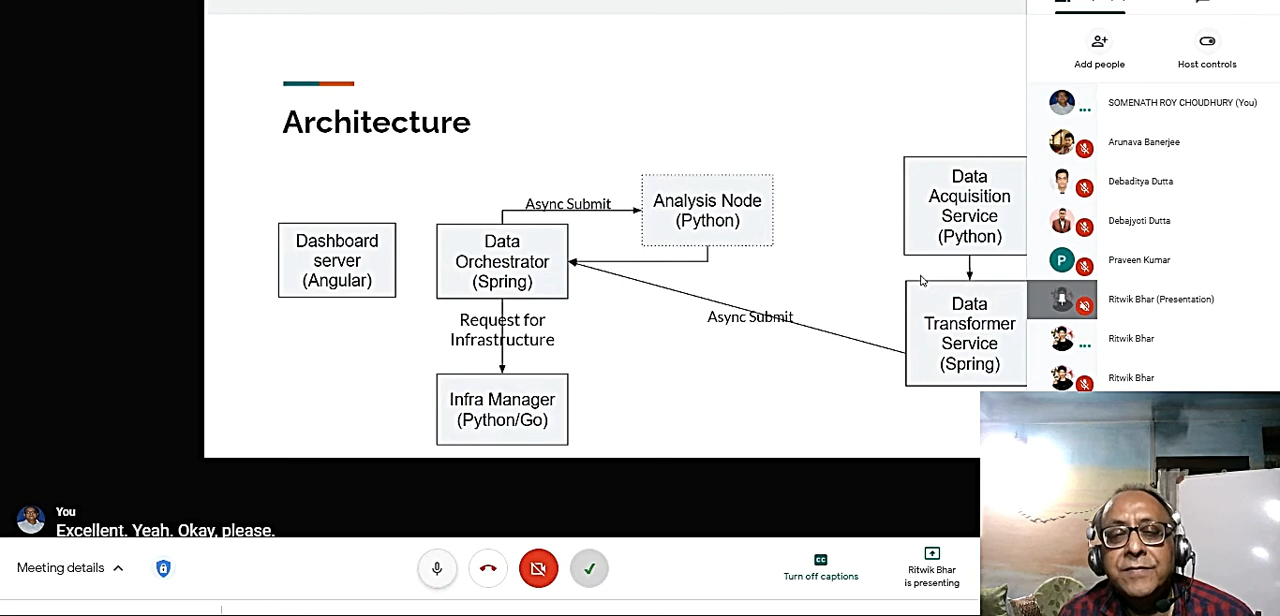 Architecture
Dashboard
server
(Angular)
Data
Orchestrator
(Spring)
Async Submit
Analysis Node
(Python)
Request for
Infrastructure
Infra Manager
(Python/Go)
Async Submit
Data
Acquisition
Service
(Python)
Data
Transformer
Service
(Spring)
Add people
Host controls
SOMENATH ROY CHOUDHURY (You)
Arunava Banerjee
Debaditya Dutta
Debajyoti Dutta
P
Praveen Kumar
Ritwik Bhar (Presentation)
Ritwik Bhar
Ritwik Bhar
You
Excellent. Yeah. Okay, please.
Meeting details
CC
Turn off captions
Ritwik Bhar
is presenting